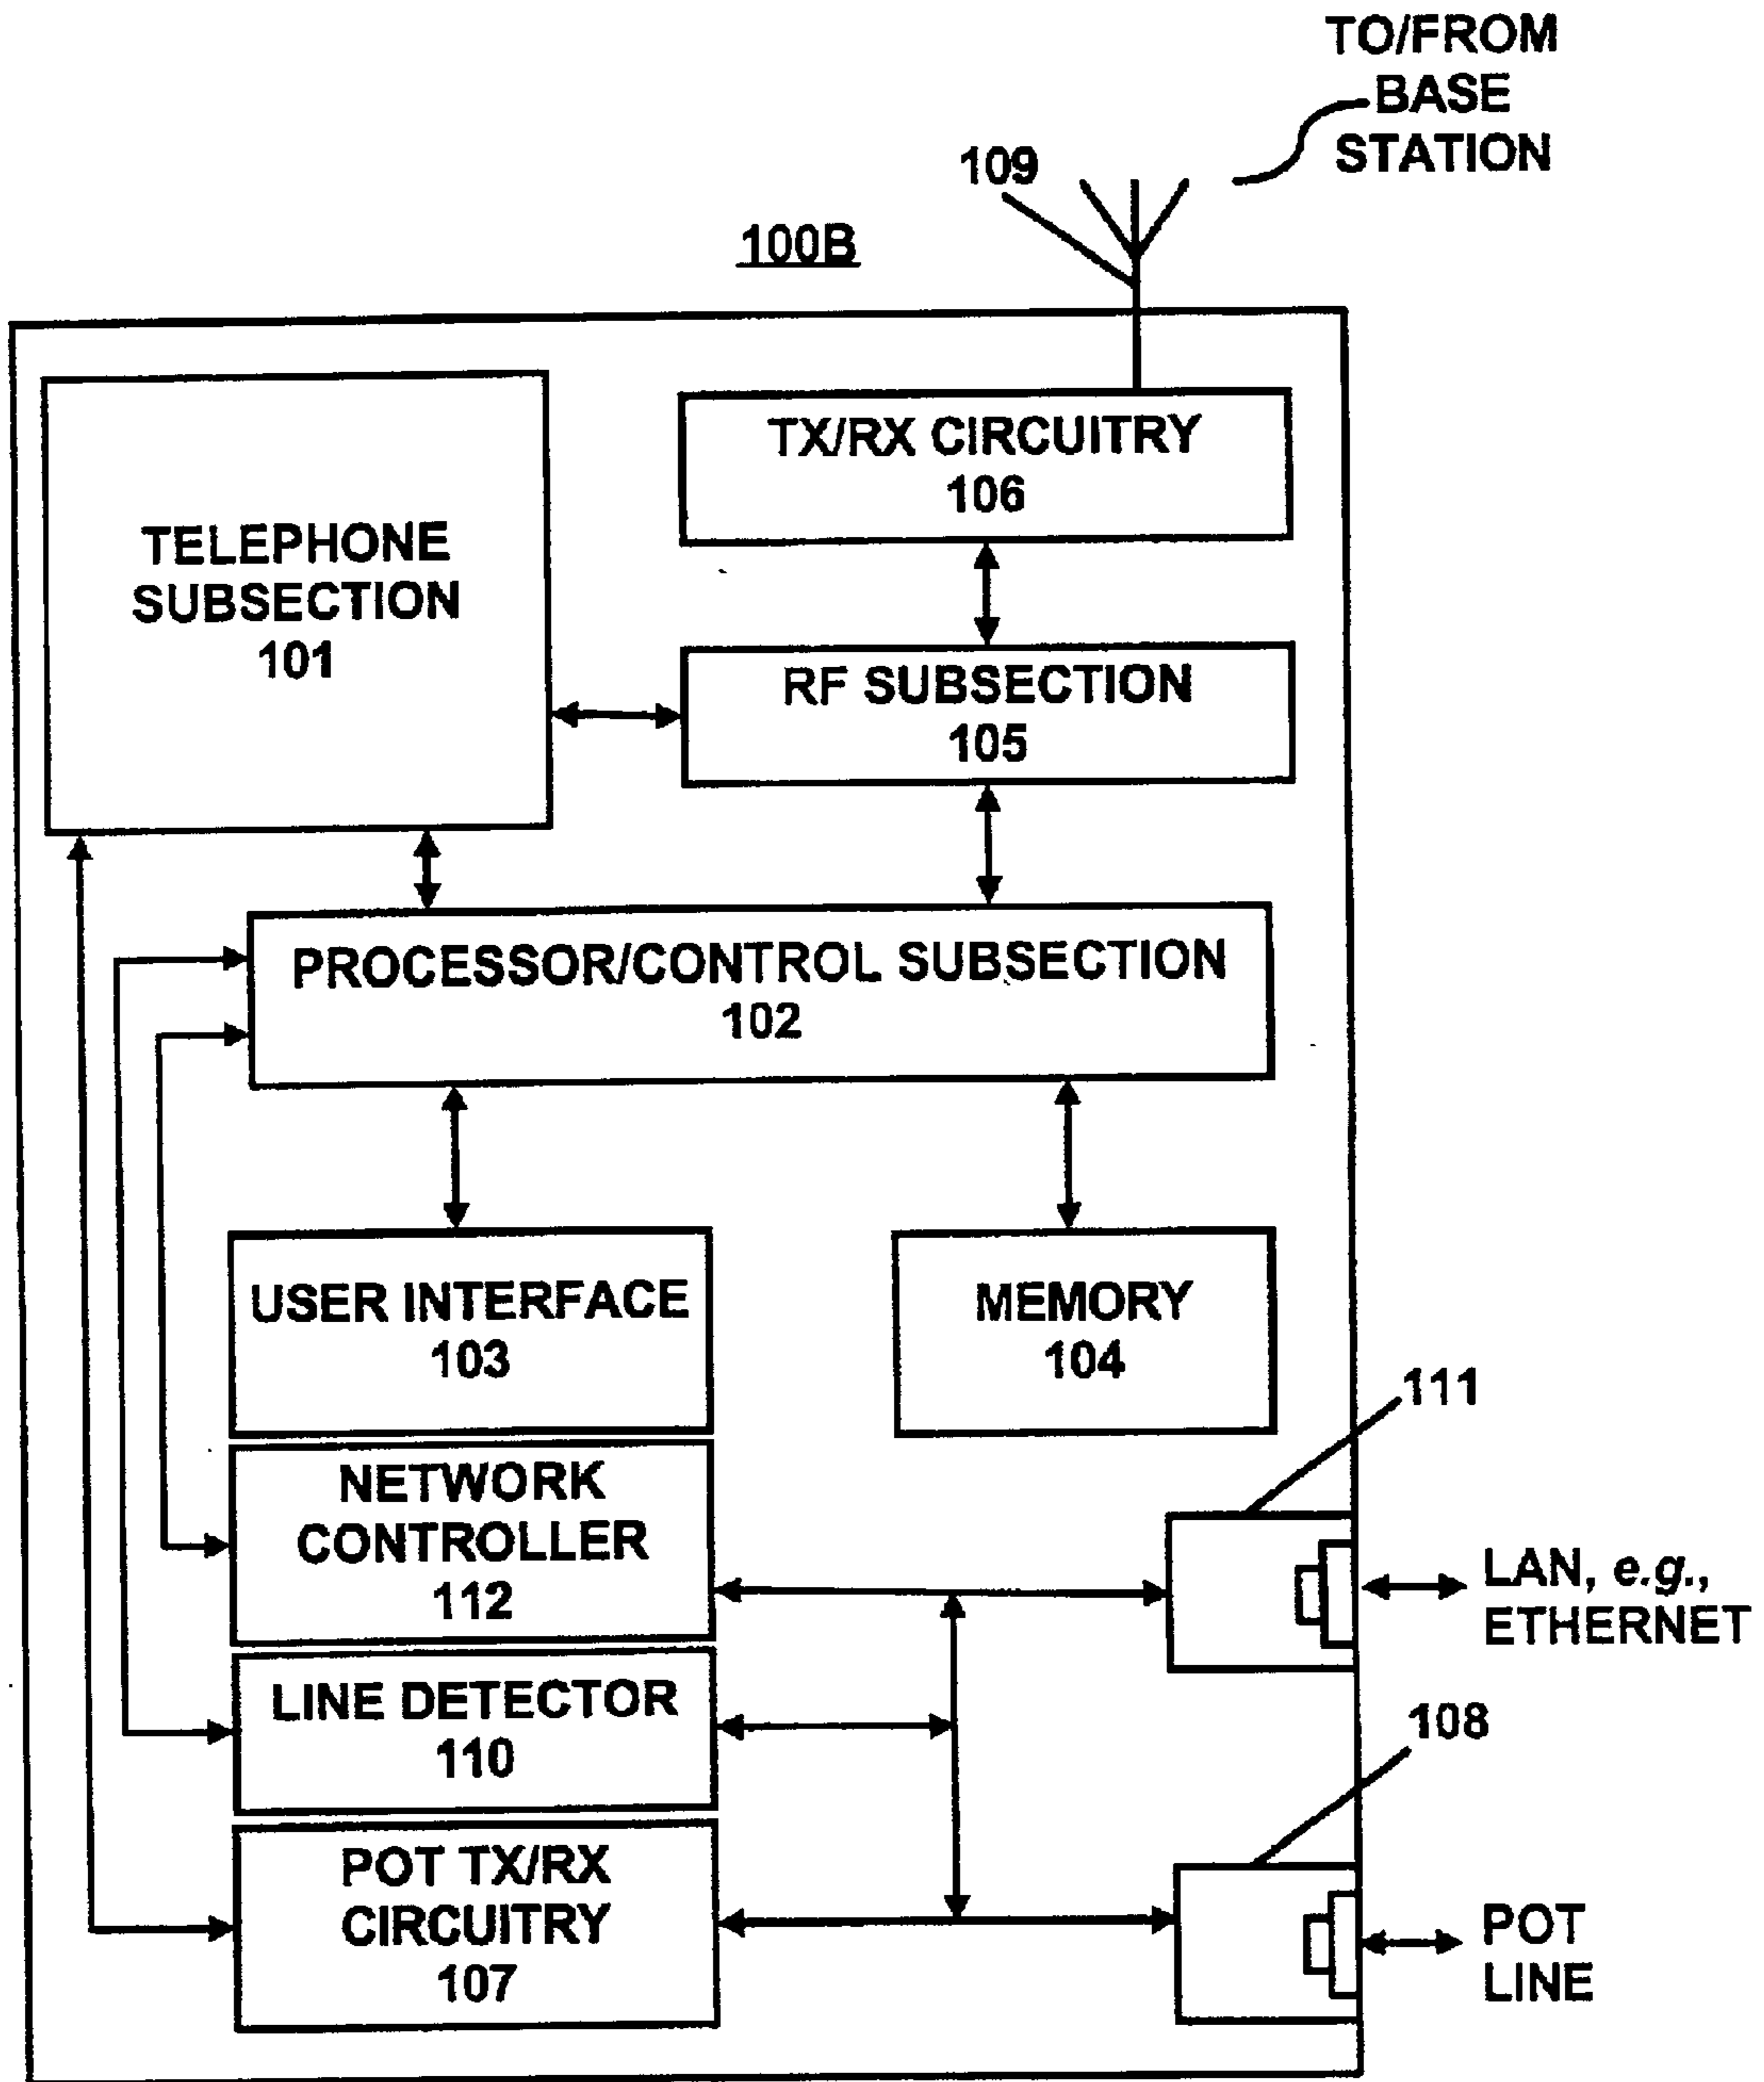 TO/FROM
BASE
STATION
109
100B
TX/RX CIRCUITRY
106
TELEPHONE
SUBSECTION
101
RF SUBSECTION
105
PROCESSOR/CONTROL SUBSECTION
102
USER INTERFACE
103
MEMORY
104
111
NETWORK
CONTROLLER
112
LAN, e.g.,
ETHERNET
LINE DETECTOR
110
108
POT TX/RX
CIRCUITRY
107
POT
LINE